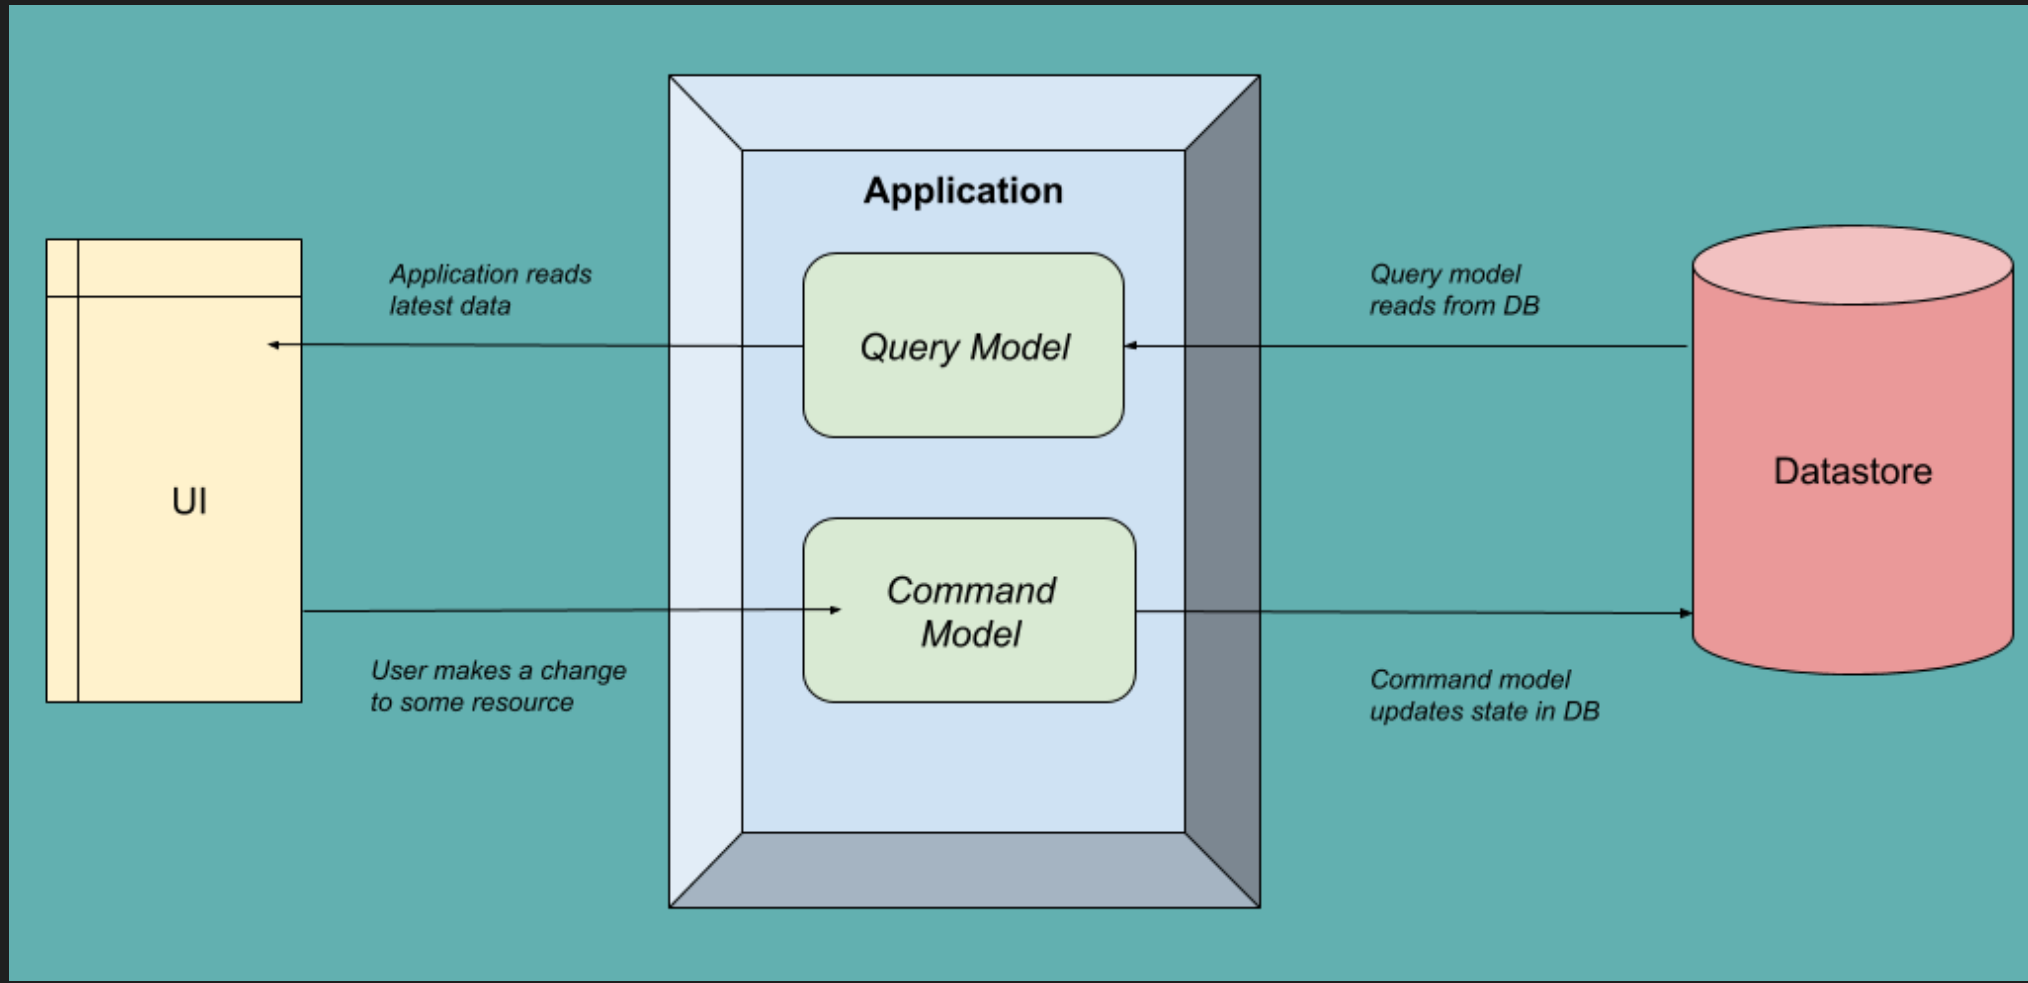 Application
Application reads
latest data
Query model
reads from DB
Query Model
UI
Datastore
Command
Model
User makes a change
to some resource
Command model
updates state in DB